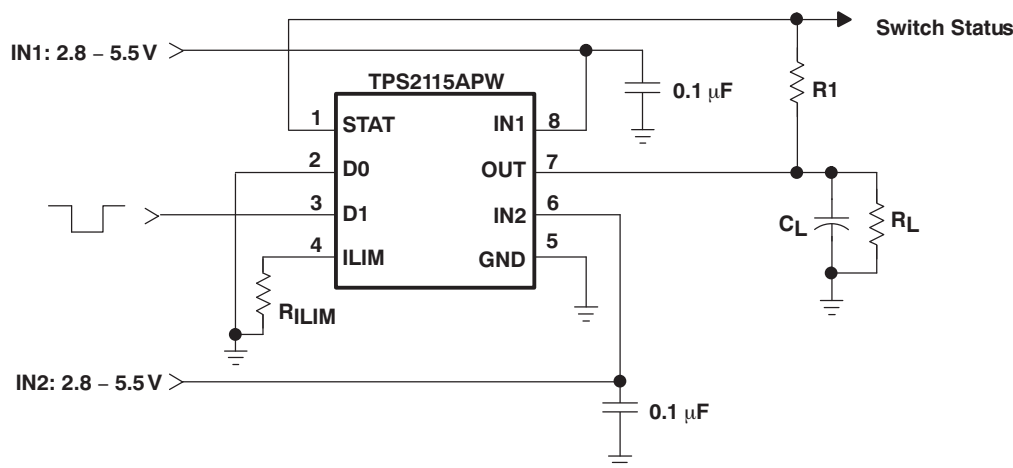 Switch Status
IN1: 2.8 – 5.5 V
TPS2115APW
0.1 μF
R1
1 STAT IN1 8
2 D0 OUT 7
3 D1 IN2 6
4 ILIM GND 5
CL RL
RILIM
IN2: 2.8 – 5.5 V
0.1 μF